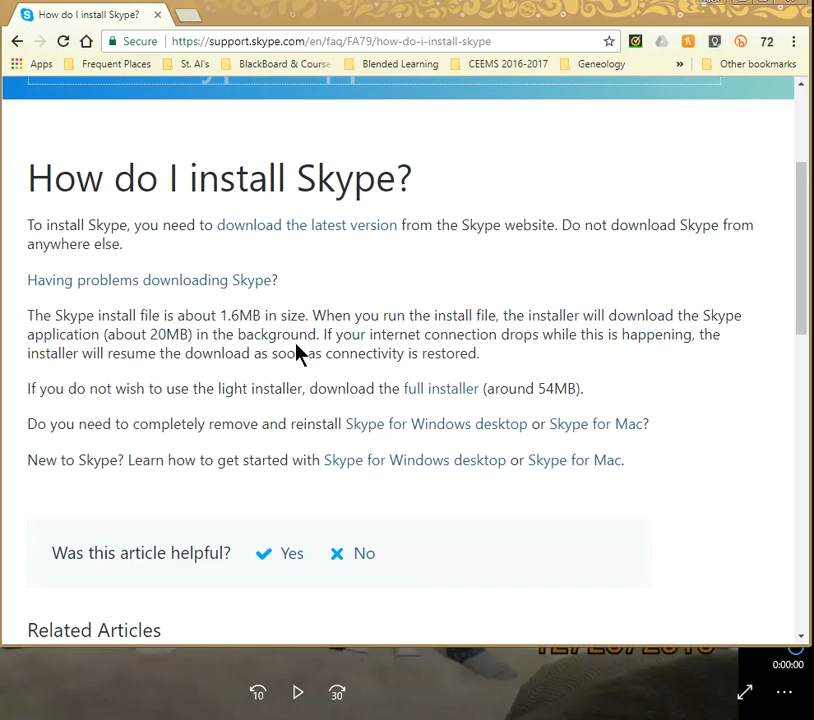 How do I install Skype?
Secure https://support.skype.com/en/faq/FA79/how-do-i-install-skype 72
Apps Frequent Places St. Al's BlackBoard & Course Blended Learning CEEMS 2016-2017 Geneology » Other bookmarks
How do I install Skype?
To install Skype, you need to download the latest version from the Skype website. Do not download Skype from
anywhere else.
Having problems downloading Skype?
The Skype install file is about 1.6MB in size. When you run the install file, the installer will download the Skype
application (about 20MB) in the background. If your internet connection drops while this is happening, the
installer will resume the download as soon as connectivity is restored.
If you do not wish to use the light installer, download the full installer (around 54MB).
Do you need to completely remove and reinstall Skype for Windows desktop or Skype for Mac?
New to Skype? Learn how to get started with Skype for Windows desktop or Skype for Mac.
Was this article helpful? Yes No
Related Articles
0:00:00
10 30